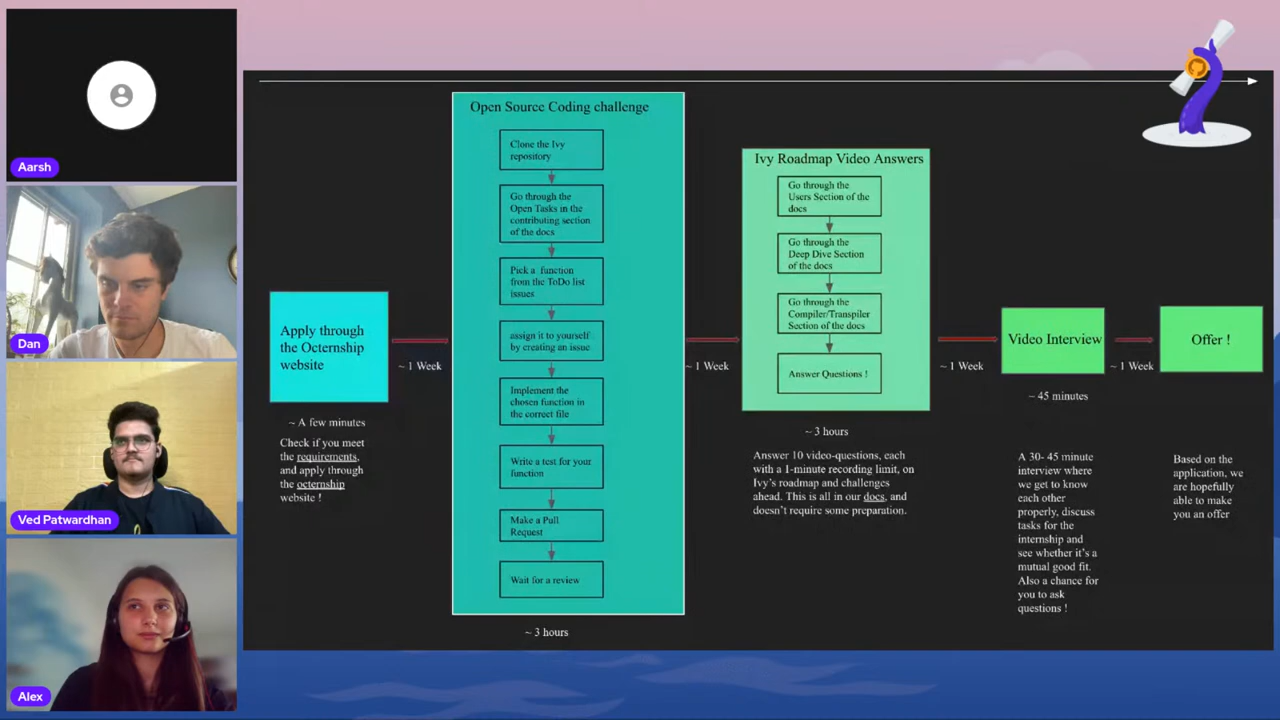 Aarsh
Dan
Ved Patwardhan
Alex
Apply through
the Octernship
website
~ A few minutes
Check if you meet
the requirements,
and apply through
the octernship
website !
~ 1 Week
Open Source Coding challenge
Clone the Ivy
repository
Go through the
Open Tasks in the
contributing section
of the docs
Pick a function
from the ToDo list
issues
assign it to yourself
by creating an issue
Implement the
chosen function in
the correct file
Write a test for your
function
Make a Pull
Request
Wait for a review
~ 3 hours
~ 1 Week
Ivy Roadmap Video Answers
Go through the
Users Section of the
docs
Go through the
Deep Dive Section
of the docs
Go through the
Compiler/Transpiler
Section of the docs
Answer Questions !
~ 3 hours
Answer 10 video-questions, each
with a 1-minute recording limit, on
Ivy's roadmap and challenges
ahead. This is all in our docs, and
doesn't require some preparation.
~ 1 Week
Video Interview
~ 45 minutes
A 30- 45 minute
interview where
we get to know
each other
properly, discuss
tasks for the
internship and
see whether it's a
mutual good fit.
Also a chance for
you to ask
questions !
~ 1 Week
Offer !
Based on the
application, we
are hopefully
able to make
you an offer